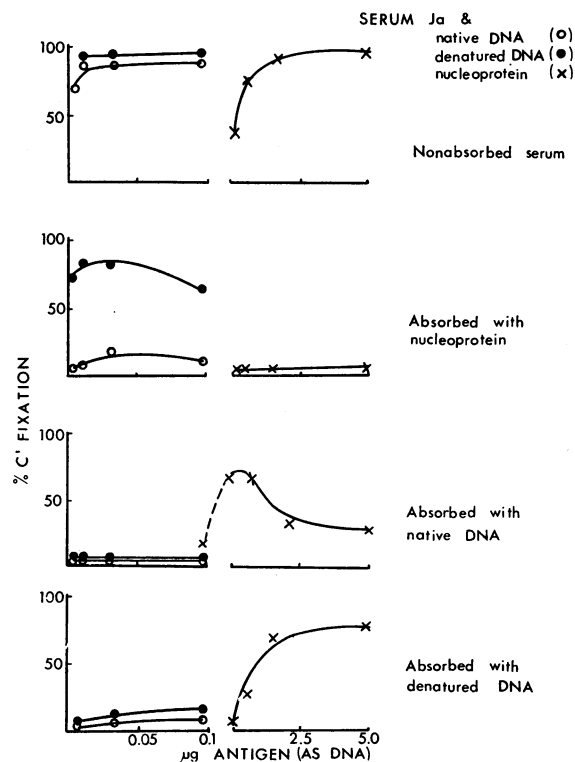 SERUM Ja &
native DNA (o)
denatured DNA (●)
nucleoprotein (x)
100
50
Nonabsorbed serum
100
50
Absorbed with
nucleoprotein
% C' FIXATION
100
50
Absorbed with
native DNA
100
50
Absorbed with
denatured DNA
0.05
0.1
2.5
5.0
µg ANTIGEN (AS DNA)